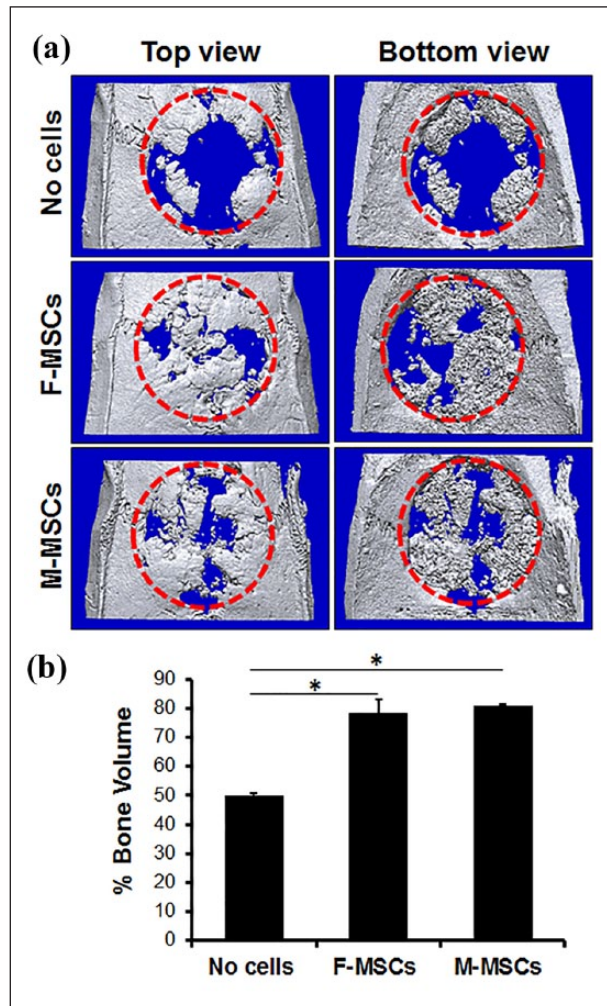 (a)
Top view
Bottom view
No cells
F-MSCs
M-MSCs
(b)
*
*
% Bone Volume
90
80
70
60
50
40
30
20
10
0
No cells
F-MSCs
M-MSCs